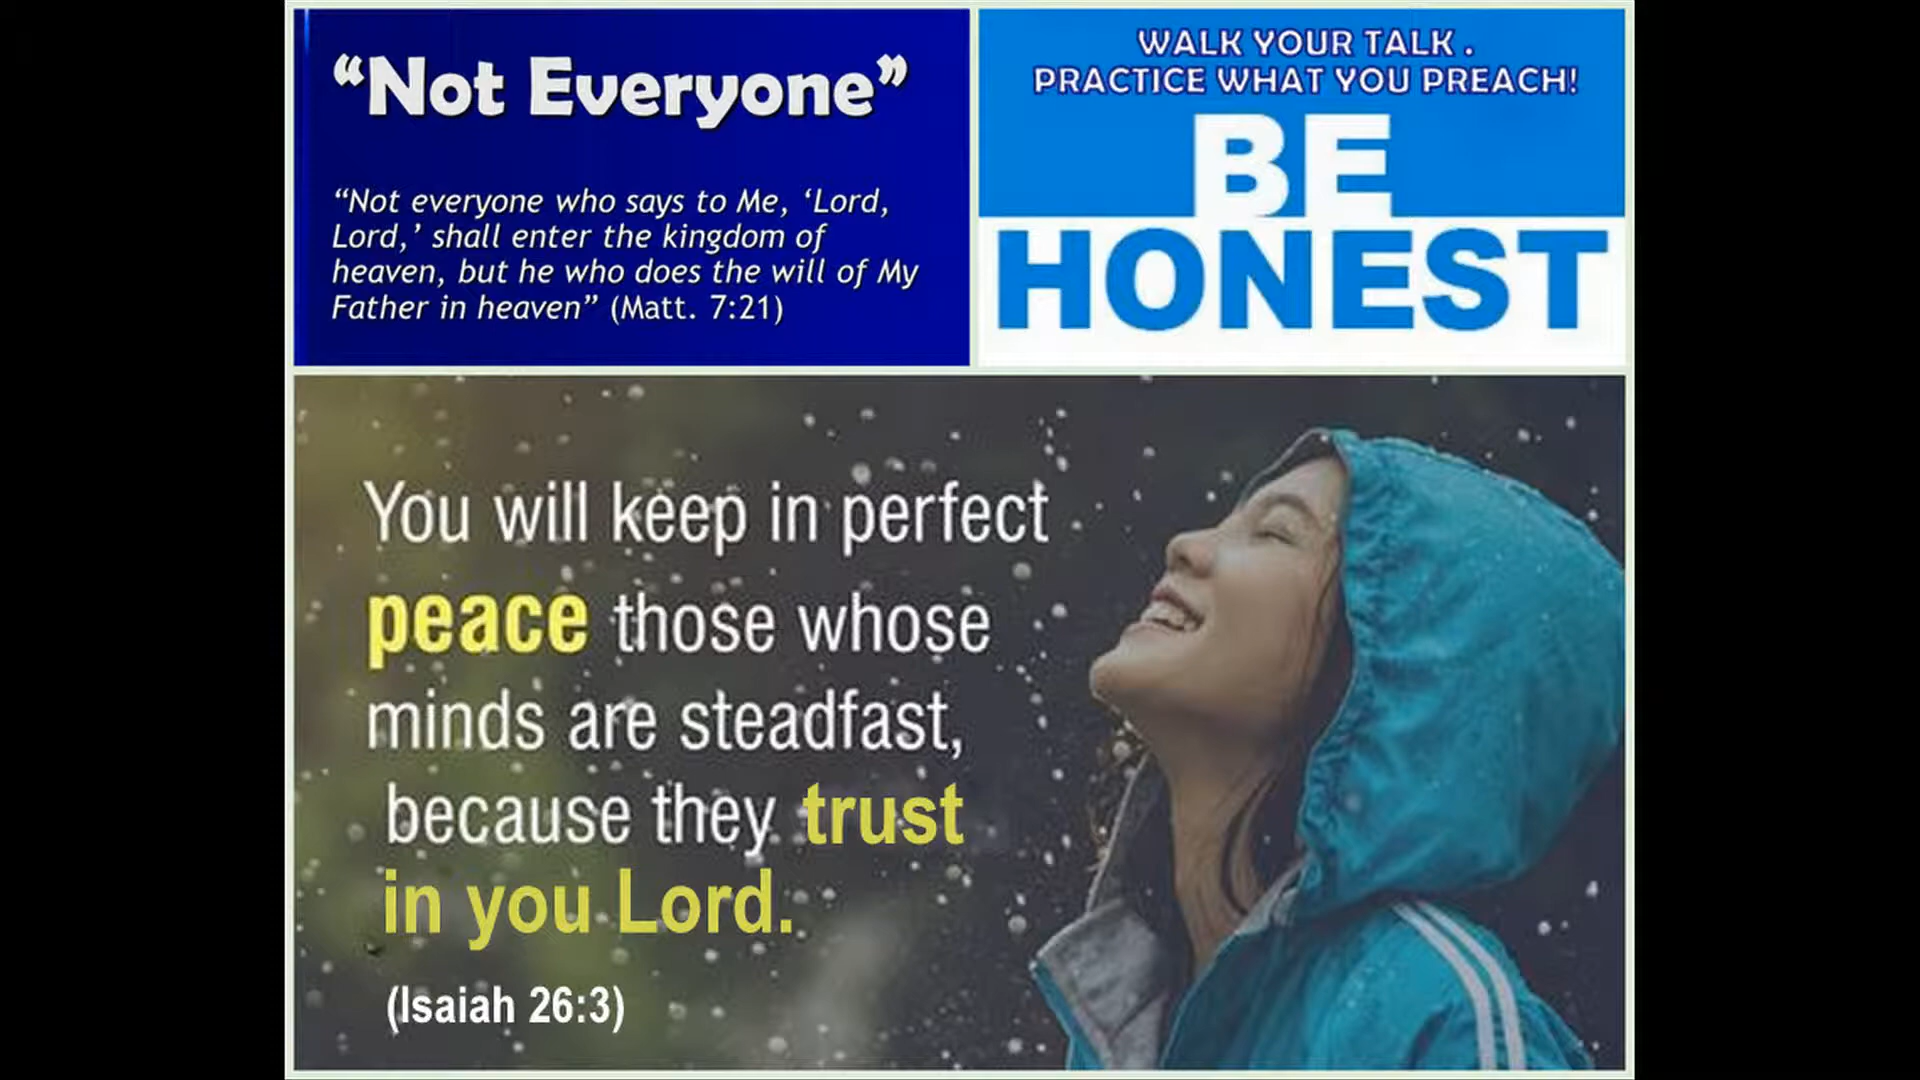 “Not Everyone”
“Not everyone who says to Me, ‘Lord,
Lord,’ shall enter the kingdom of
heaven, but he who does the will of My
Father in heaven” (Matt. 7:21)
WALK YOUR TALK .
PRACTICE WHAT YOU PREACH!
BE
HONEST
You will keep in perfect
peace those whose
minds are steadfast,
because they trust
in you Lord.
(Isaiah 26:3)